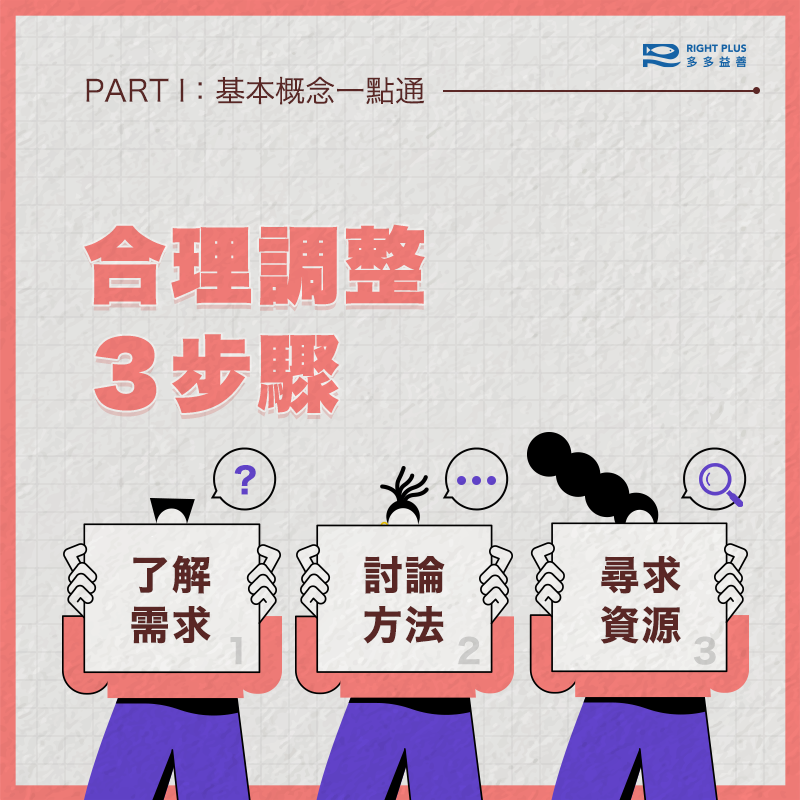 RIGHT PLUS
多多益善
PART I：基本概念一點通
合理調整
3步驟
?
了解
需求
1
討論
方法
2
尋求
資源
3